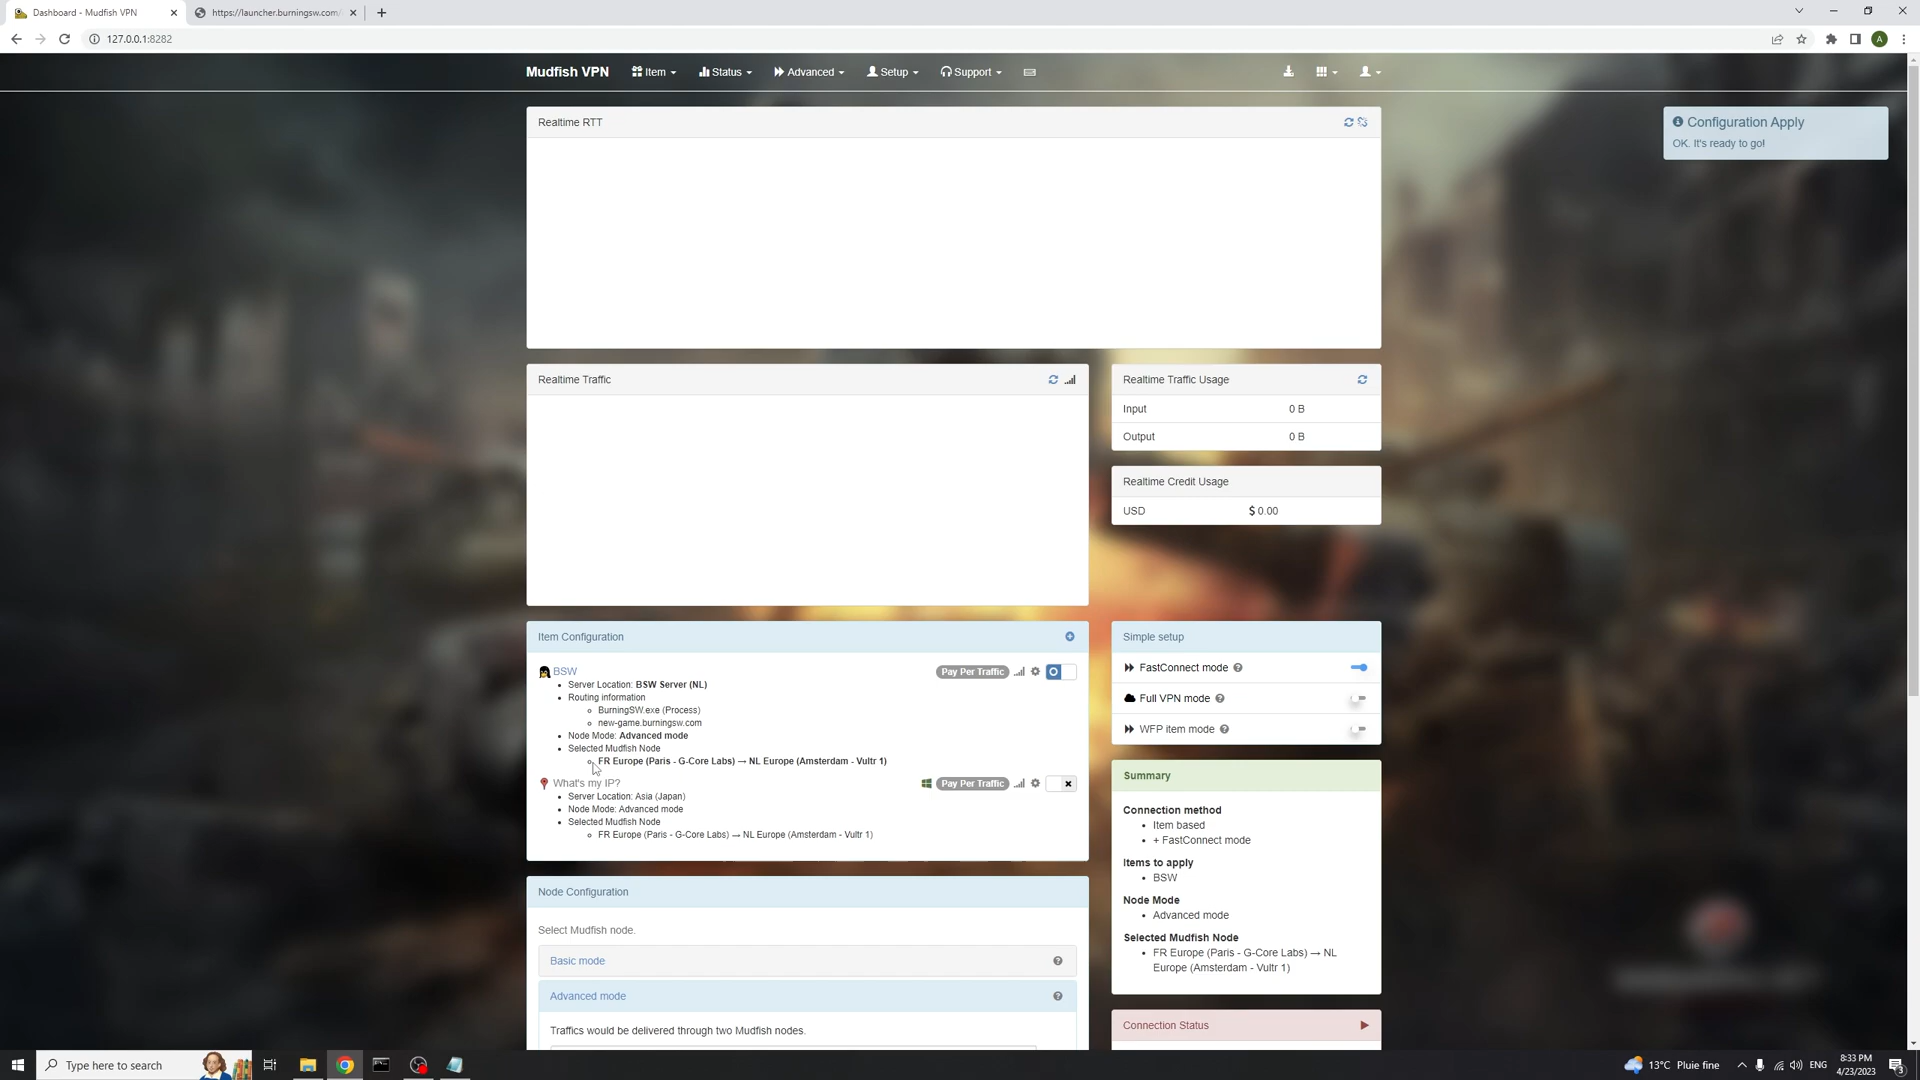 Dashboard - Mudfish VPN
https://launcher.burningsw.com/
127.0.0.1:8282
A
Mudfish VPN
Item
Status
Advanced
Setup
Support
Realtime RTT
Configuration Apply
OK. It's ready to go!
Realtime Traffic
Realtime Traffic Usage
Input 0 B
Output 0 B
Realtime Credit Usage
USD $ 0.00
Item Configuration
BSW
Pay Per Traffic
Server Location: BSW Server (NL)
Routing information
BurningSW.exe (Process)
new-game.burningsw.com
Node Mode: Advanced mode
Selected Mudfish Node
FR Europe (Paris - G-Core Labs) → NL Europe (Amsterdam - Vultr 1)
What's my IP?
Pay Per Traffic
Server Location: Asia (Japan)
Node Mode: Advanced mode
Selected Mudfish Node
FR Europe (Paris - G-Core Labs) → NL Europe (Amsterdam - Vultr 1)
Simple setup
FastConnect mode
Full VPN mode
WFP item mode
Summary
Connection method
Item based
+ FastConnect mode
Items to apply
BSW
Node Mode
Advanced mode
Selected Mudfish Node
FR Europe (Paris - G-Core Labs) → NL
Europe (Amsterdam - Vultr 1)
Node Configuration
Select Mudfish node.
Basic mode
Advanced mode
Traffics would be delivered through two Mudfish nodes.
Connection Status
Type here to search
13°C Pluie fine
ENG
8:33 PM
4/23/2023
3